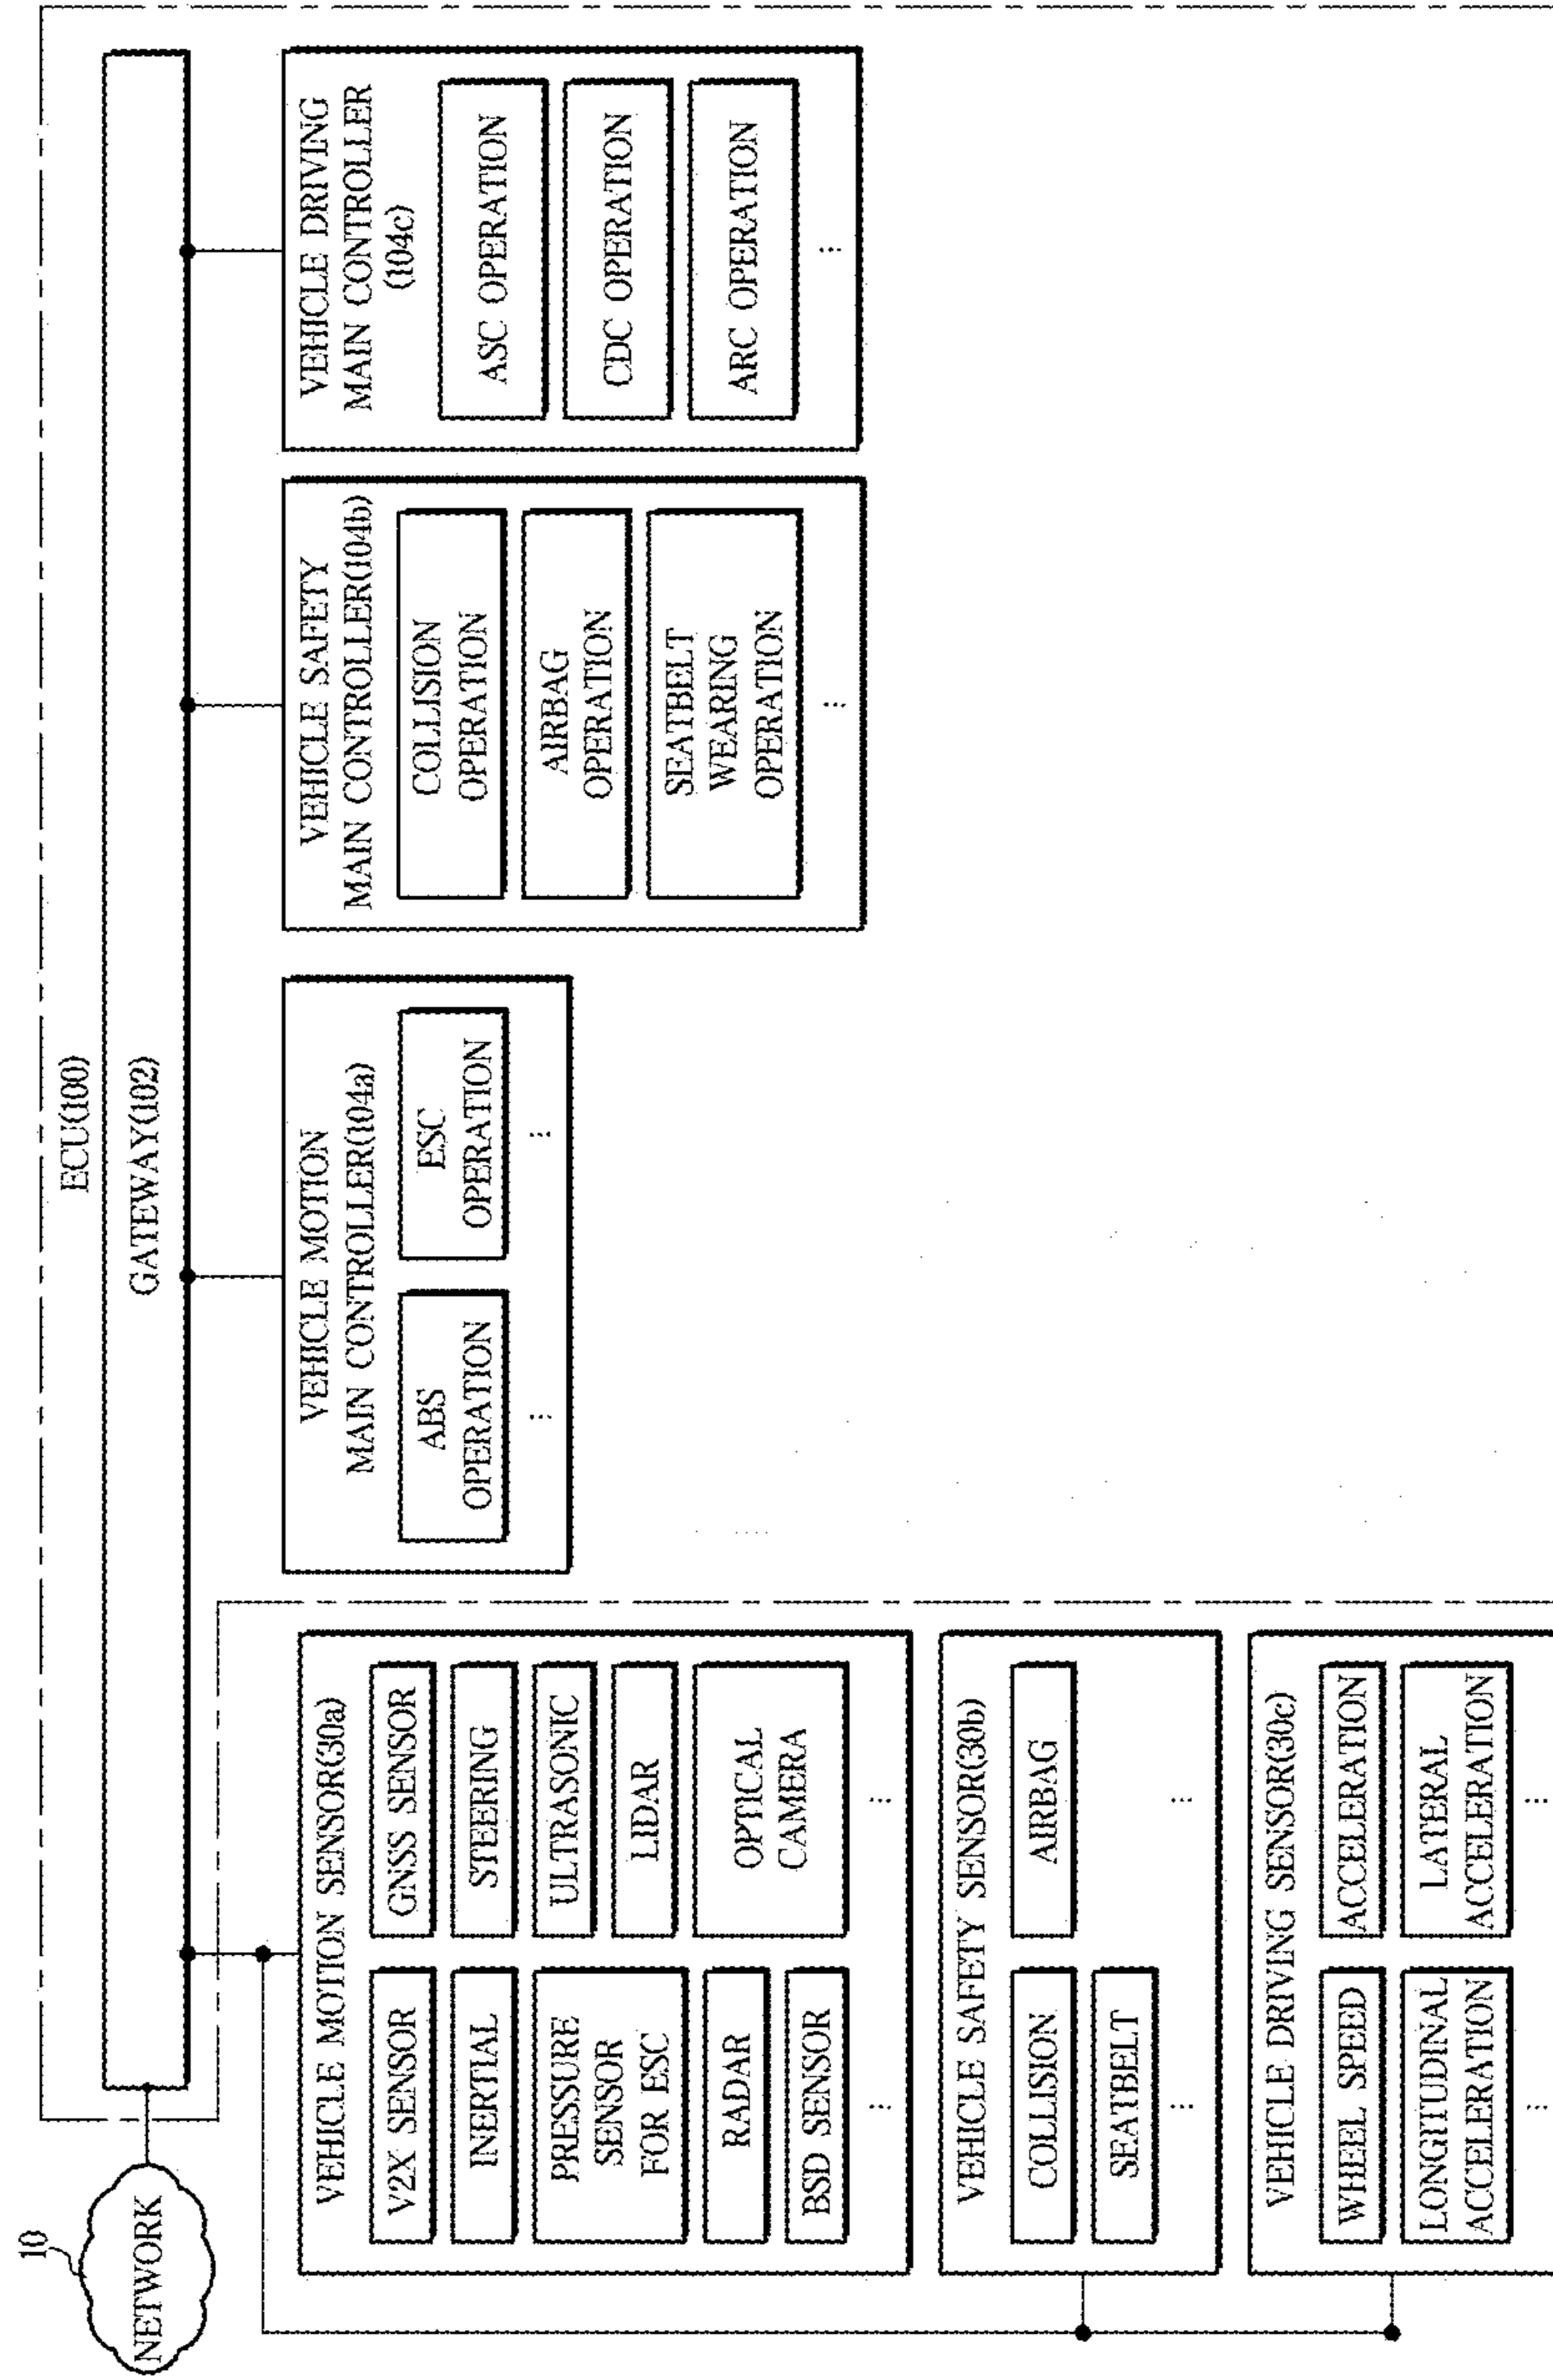 10
NETWORK
ECU(100)
GATEWAY(102)
VEHICLE MOTION SENSOR(30a)
V2X SENSOR
GNSS SENSOR
INERTIAL
STEERING
PRESSURE
SENSOR
FOR ESC
ULTRASONIC
LIDAR
RADAR
OPTICAL
CAMERA
BSD SENSOR
⋮
⋮
VEHICLE SAFETY SENSOR(30b)
COLLISION
AIRBAG
SEATBELT
⋮
⋮
VEHICLE DRIVING SENSOR(30c)
WHEEL SPEED
ACCELERATION
LONGITUDINAL
ACCELERATION
LATERAL
ACCELERATION
⋮
⋮
VEHICLE MOTION
MAIN CONTROLLER(104a)
ABS
OPERATION
ESC
OPERATION
⋮
⋮
VEHICLE SAFETY
MAIN CONTROLLER(104b)
COLLISION
OPERATION
AIRBAG
OPERATION
SEATBELT
WEARING
OPERATION
⋮
VEHICLE DRIVING
MAIN CONTROLLER
(104c)
ASC OPERATION
CDC OPERATION
ARC OPERATION
⋮